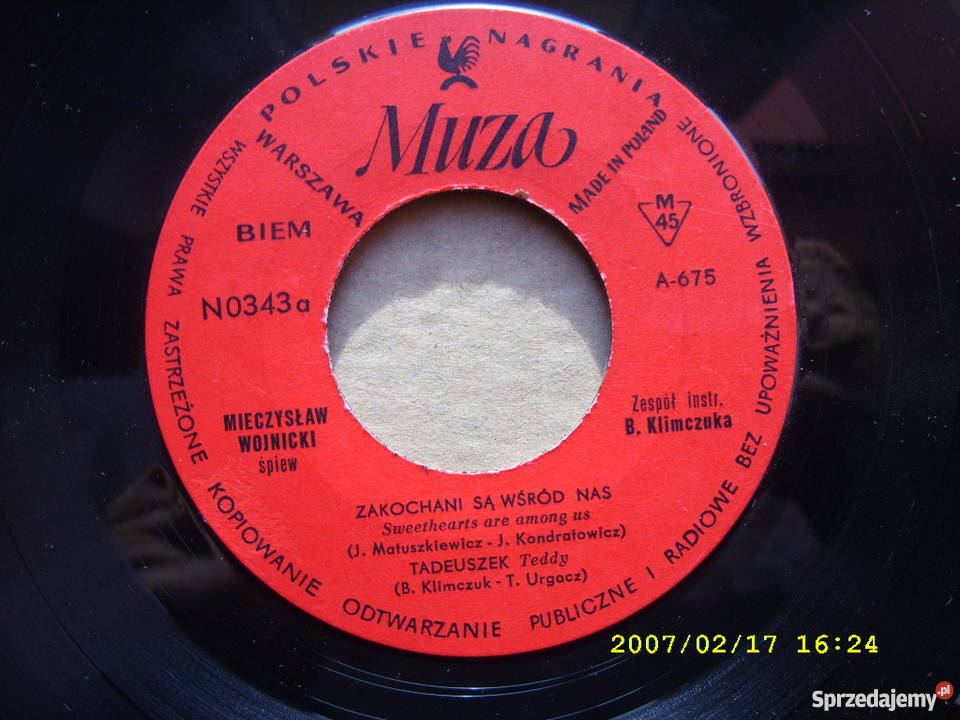 POLSKIE NAGRANIA
WARSZAWA
Muza
MADE IN POLAND
BIEM
M
45
N0343a
A-675
MIECZYSŁAW
WOJNICKI
śpiew
Zespół instr.
B. Klimczuka
ZAKOCHANI SĄ WŚRÓD NAS
Sweethearts are among us
(J. Matuszkiewicz - J. Kondratowicz)
TADEUSZEK Teddy
(B. Klimczuk - T. Urgacz)
WSZYSTKIE PRAWA ZASTRZEŻONE KOPIOWANIE ODTWARZANIE PUBLICZNE I RADIOWE BEZ UPOWAŻNIENIA WZBRONIONE
2007/02/17 16:24
Sprzedajemy.pl